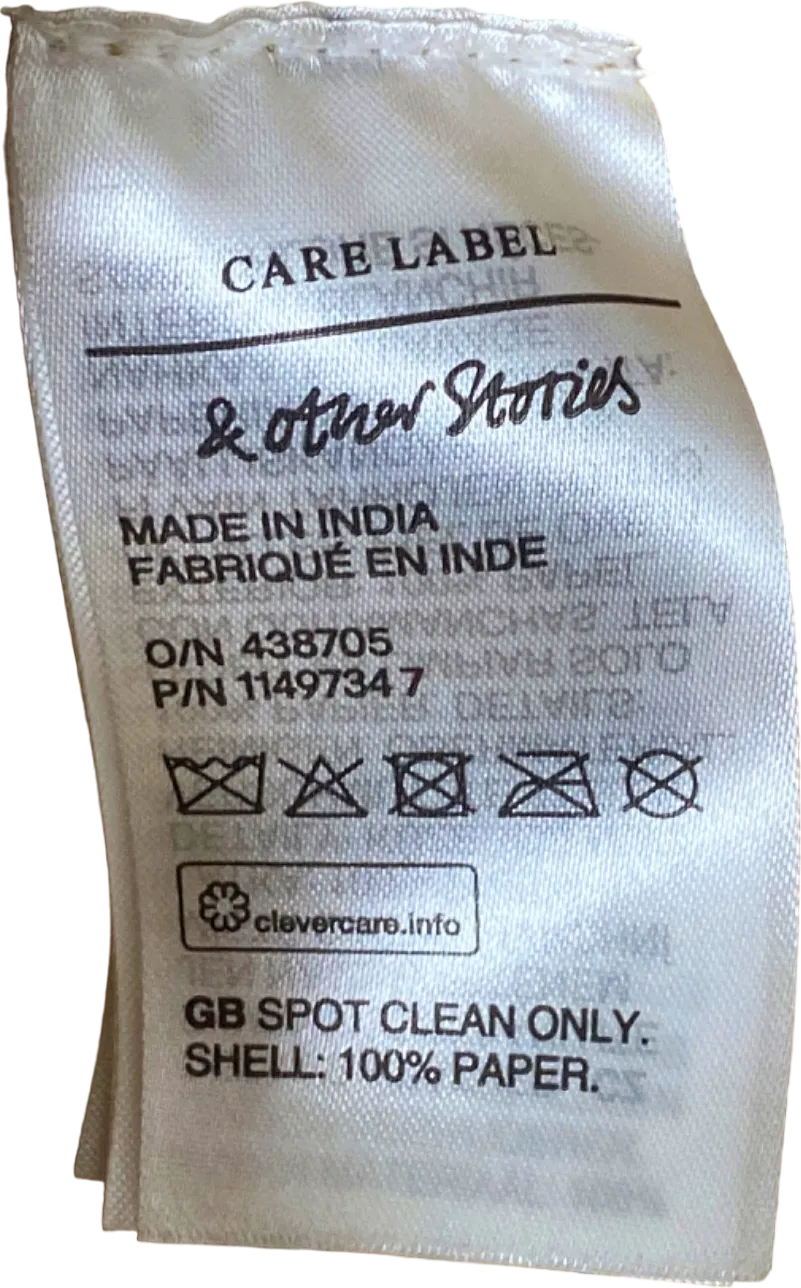 CARE LABEL
& other Stories
MADE IN INDIA
FABRIQUÉ EN INDE
O/N 438705
P/N 1149734 7
clevercare.info
GB SPOT CLEAN ONLY.
SHELL: 100% PAPER.